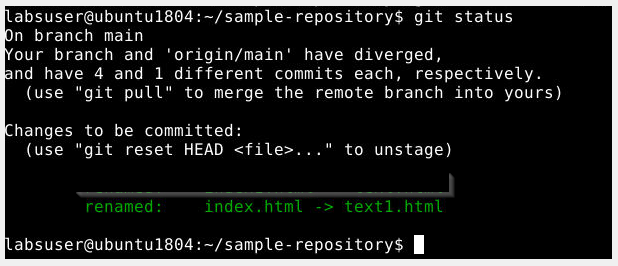 labsuser@ubuntu1804:~/sample-repository$ git status
On branch main
Your branch and 'origin/main' have diverged,
and have 4 and 1 different commits each, respectively.
(use "git pull" to merge the remote branch into yours)
Changes to be committed:
(use "git reset HEAD <file>..." to unstage)
renamed: index.html -> text1.html
labsuser@ubuntu1804:~/sample-repository$